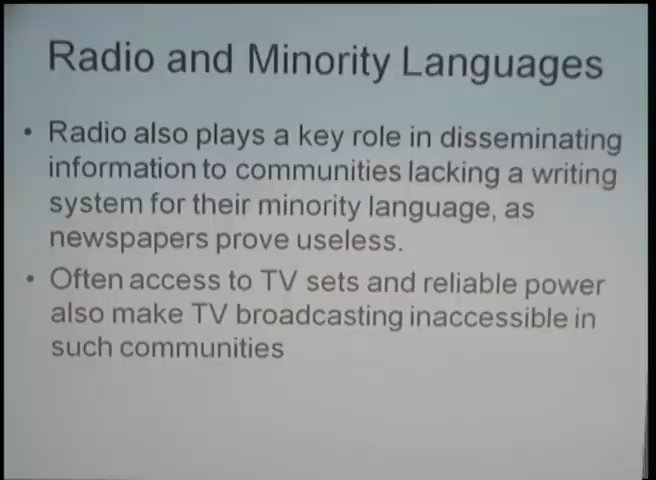 Radio and Minority Languages
• Radio also plays a key role in disseminating
information to communities lacking a writing
system for their minority language, as
newspapers prove useless.
• Often access to TV sets and reliable power
also make TV broadcasting inaccessible in
such communities